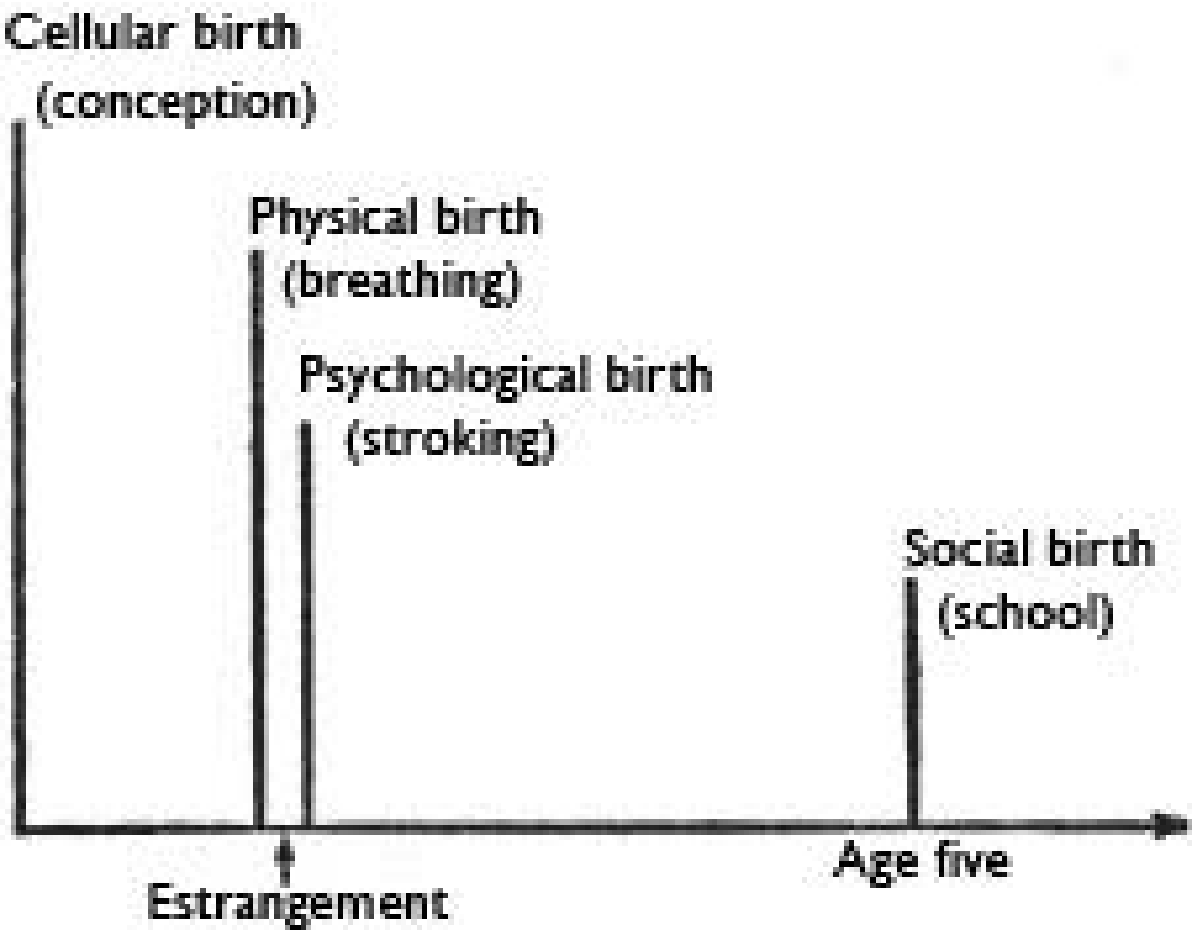 Cellular birth
(conception)
Physical birth
(breathing)
Psychological birth
(stroking)
Social birth
(school)
Age five
Estrangement